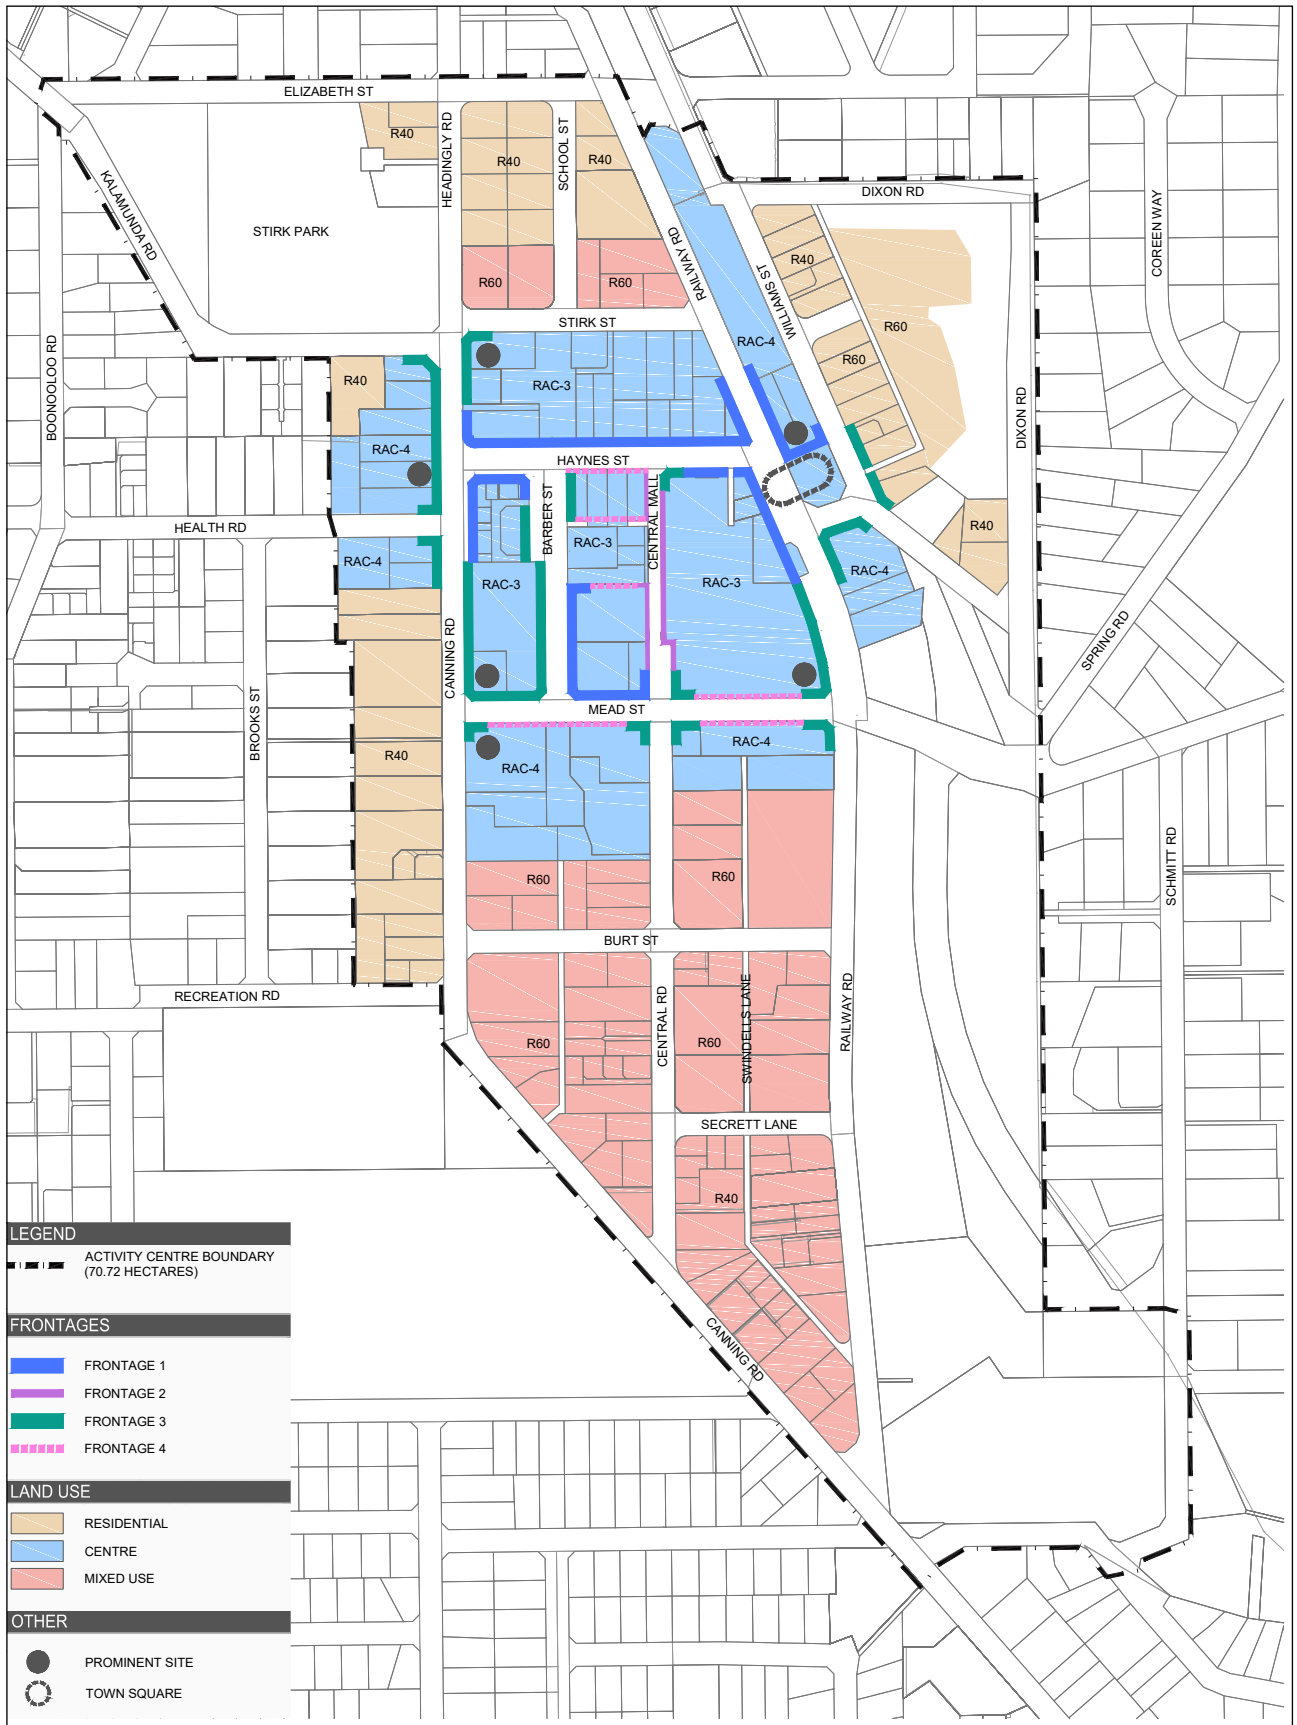 ELIZABETH ST
R40
HEADINGLY RD
R40
SCHOOL ST
R40
KALAMUNDA RD
STIRK PARK
DIXON RD
COREEN WAY
RAILWAY RD
WILLIAMS ST
R40
R60
R60
R60
R60
STIRK ST
RAC-4
BOONOOLOO RD
R40
RAC-3
DIXON RD
RAC-4
HAYNES ST
CENTRAL MALL
BARBER ST
HEALTH RD
R40
RAC-3
RAC-4
RAC-3
RAC-3
RAC-4
CANNING RD
SPRING RD
BROOKS ST
MEAD ST
R40
RAC-4
RAC-4
SCHMITT RD
R60
R60
BURT ST
RECREATION RD
CENTRAL RD
SWINDELLS LANE
RAILWAY RD
R60
R60
SECRETT LANE
R40
CANNING RD
LEGEND
ACTIVITY CENTRE BOUNDARY
(70.72 HECTARES)
FRONTAGES
FRONTAGE 1
FRONTAGE 2
FRONTAGE 3
FRONTAGE 4
LAND USE
RESIDENTIAL
CENTRE
MIXED USE
OTHER
PROMINENT SITE
TOWN SQUARE